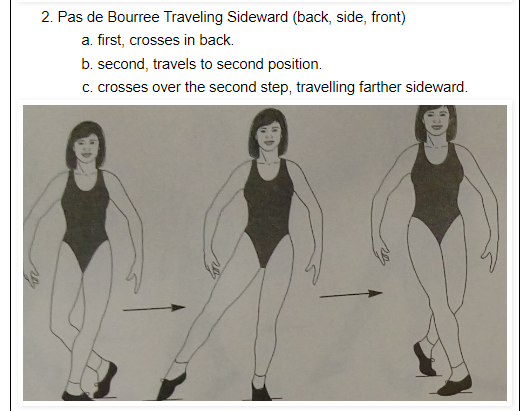 2. Pas de Bourree Traveling Sideward (back, side, front)
a. first, crosses in back.
b. second, travels to second position.
c. crosses over the second step, travelling farther sideward.